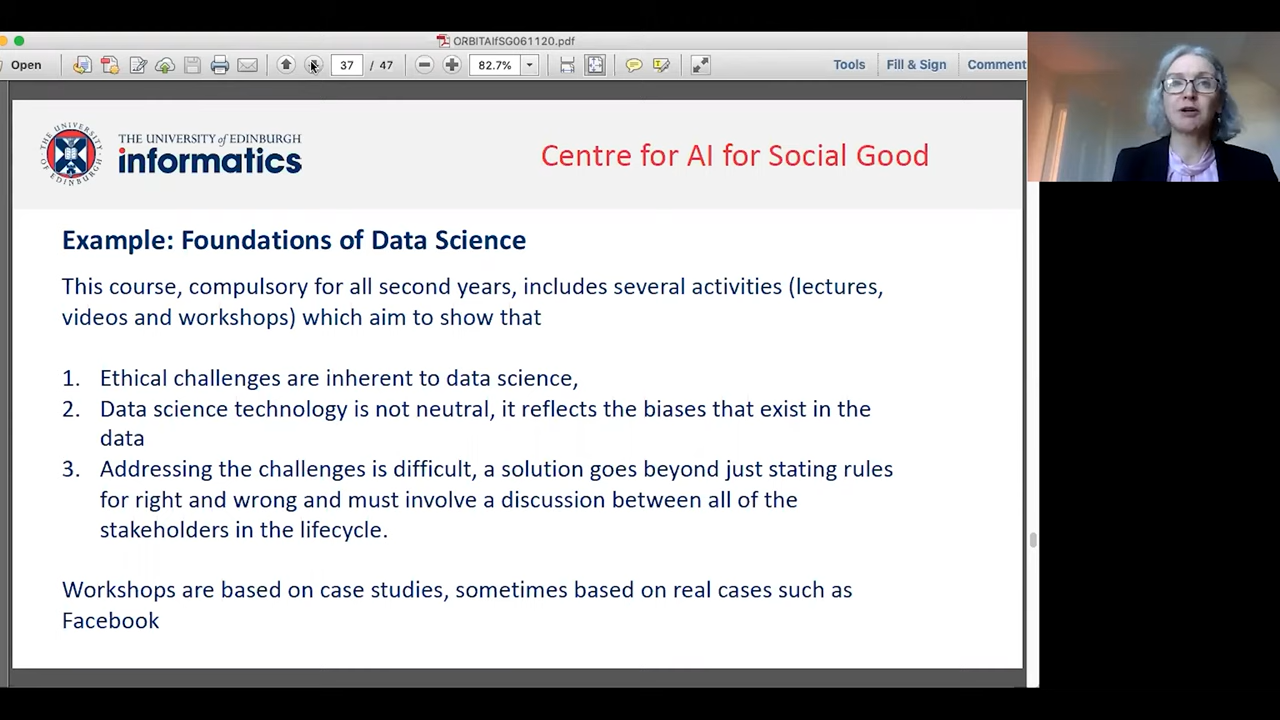 ORBITAIfSG061120.pdf
Open
37
/ 47
82.7%
Tools
Fill & Sign
Comment
THE UNIVERSITY OF EDINBURGH
THE UNIVERSITY of EDINBURGH
informatics
Centre for AI for Social Good
Example: Foundations of Data Science
This course, compulsory for all second years, includes several activities (lectures,
videos and workshops) which aim to show that
1. Ethical challenges are inherent to data science,
2. Data science technology is not neutral, it reflects the biases that exist in the
data
3. Addressing the challenges is difficult, a solution goes beyond just stating rules
for right and wrong and must involve a discussion between all of the
stakeholders in the lifecycle.
Workshops are based on case studies, sometimes based on real cases such as
Facebook